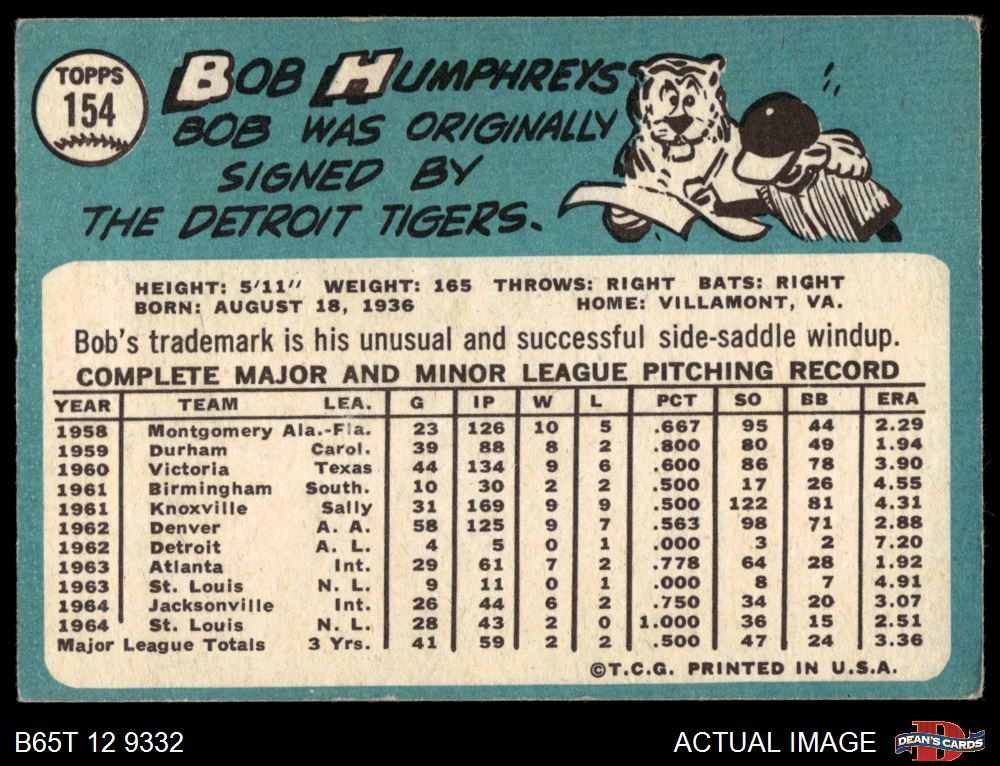 TOPPS
154
BOB HUMPHREYS
BOB WAS ORIGINALLY
SIGNED BY
THE DETROIT TIGERS.
HEIGHT: 5'11" WEIGHT: 165 THROWS: RIGHT BATS: RIGHT
BORN: AUGUST 18, 1936 HOME: VILLAMONT, VA.
Bob's trademark is his unusual and successful side-saddle windup.
COMPLETE MAJOR AND MINOR LEAGUE PITCHING RECORD
YEAR TEAM LEA. G IP W L PCT SO BB ERA
1958 Montgomery Ala.-Fla. 23 126 10 5 .667 95 44 2.29
1959 Durham Carol. 39 88 8 2 .800 80 49 1.94
1960 Victoria Texas 44 134 9 6 .600 86 78 3.90
1961 Birmingham South. 10 30 2 2 .500 17 26 4.55
1961 Knoxville Sally 31 169 9 9 .500 122 81 4.31
1962 Denver A. A. 58 125 9 7 .563 98 71 2.88
1962 Detroit A. L. 4 5 0 1 .000 3 2 7.20
1963 Atlanta Int. 29 61 7 2 .778 64 28 1.92
1963 St. Louis N. L. 9 11 0 1 .000 8 7 4.91
1964 Jacksonville Int. 26 44 6 2 .750 34 20 3.07
1964 St. Louis N. L. 28 43 2 0 1.000 36 15 2.51
Major League Totals 3 Yrs. 41 59 2 2 .500 47 24 3.36
©T.C.G. PRINTED IN U.S.A.
B65T 12 9332
ACTUAL IMAGE
DEAN'S CARDS